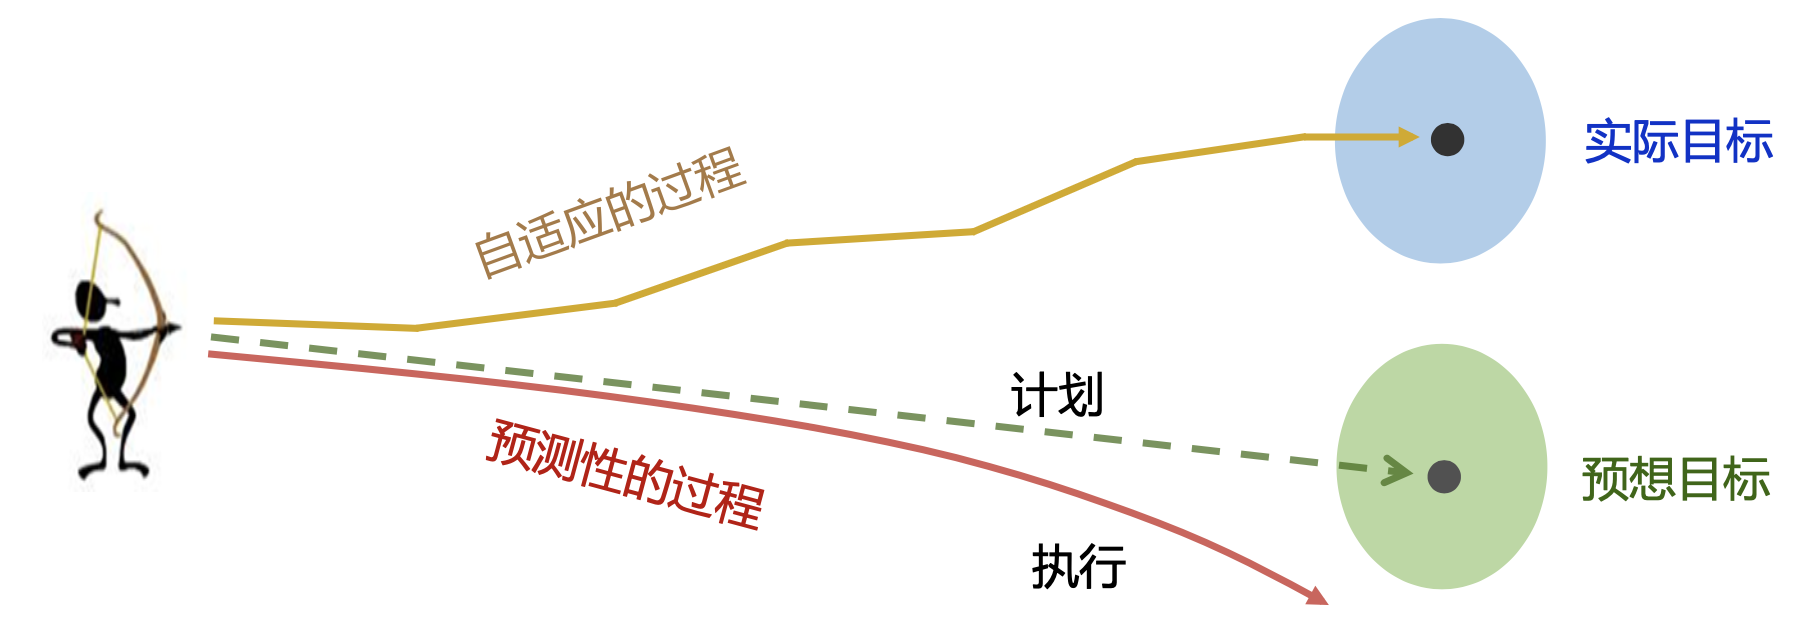 实际目标
自适应的过程
计划
预测性的过程
预想目标
执行